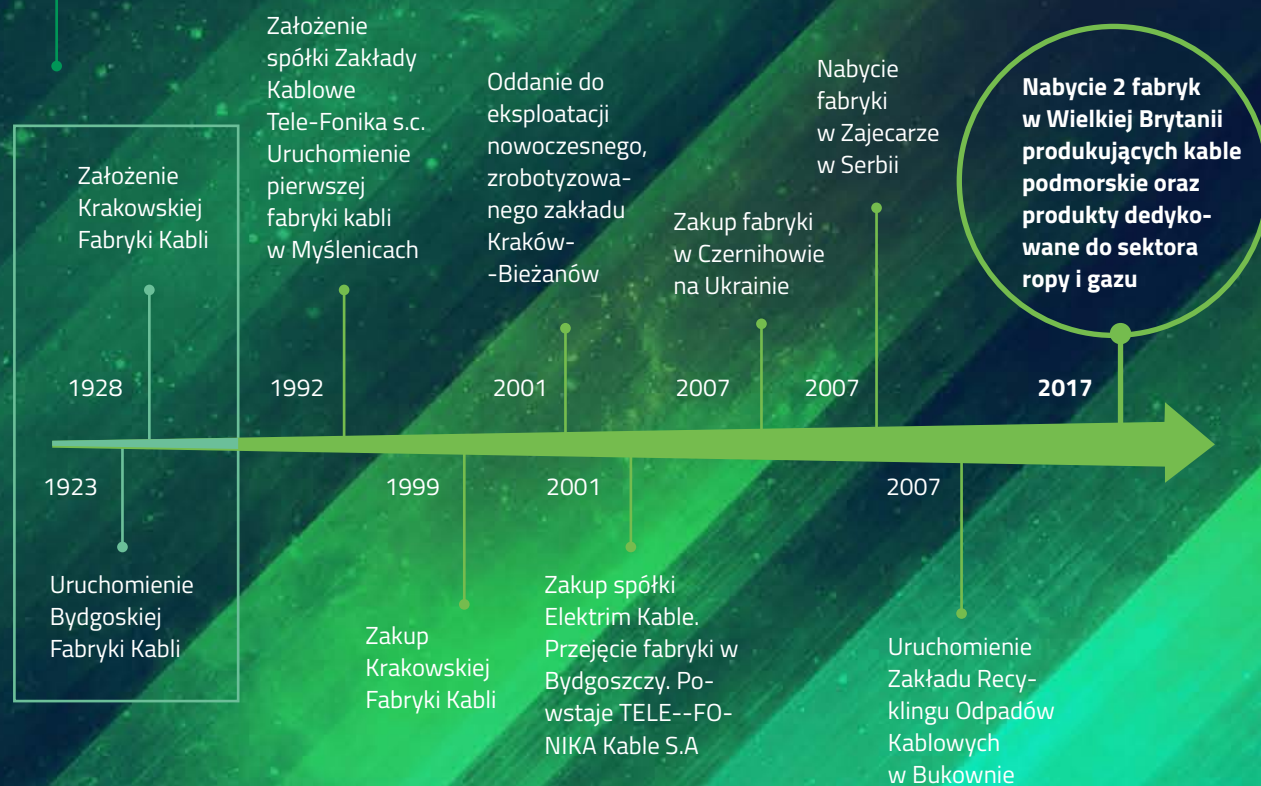 Założenie
spółki Zakłady
Kablowe
Tele-Fonika s.c.
Uruchomienie
pierwszej
fabryki kabli
w Myślenicach
Oddanie do
eksploatacji
nowoczesnego,
zrobotyzowa-
nego zakładu
Kraków-
-Bieżanów
Nabycie
fabryki
w Zajecarze
w Serbii
Nabycie 2 fabryk
w Wielkiej Brytanii
produkujących kable
podmorskie oraz
produkty dedyko-
wane do sektora
ropy i gazu
Założenie
Krakowskiej
Fabryki Kabli
Zakup fabryki
w Czernihowie
na Ukrainie
1928
1992
2001
2007
2007
2017
1923
1999
2001
2007
Uruchomienie
Bydgoskiej
Fabryki Kabli
Zakup
Krakowskiej
Fabryki Kabli
Zakup spółki
Elektrim Kable.
Przejęcie fabryki w
Bydgoszczy. Po-
wstaje TELE--FO-
NIKA Kable S.A
Uruchomienie
Zakładu Recy-
klingu Odpadów
Kablowych
w Bukownie